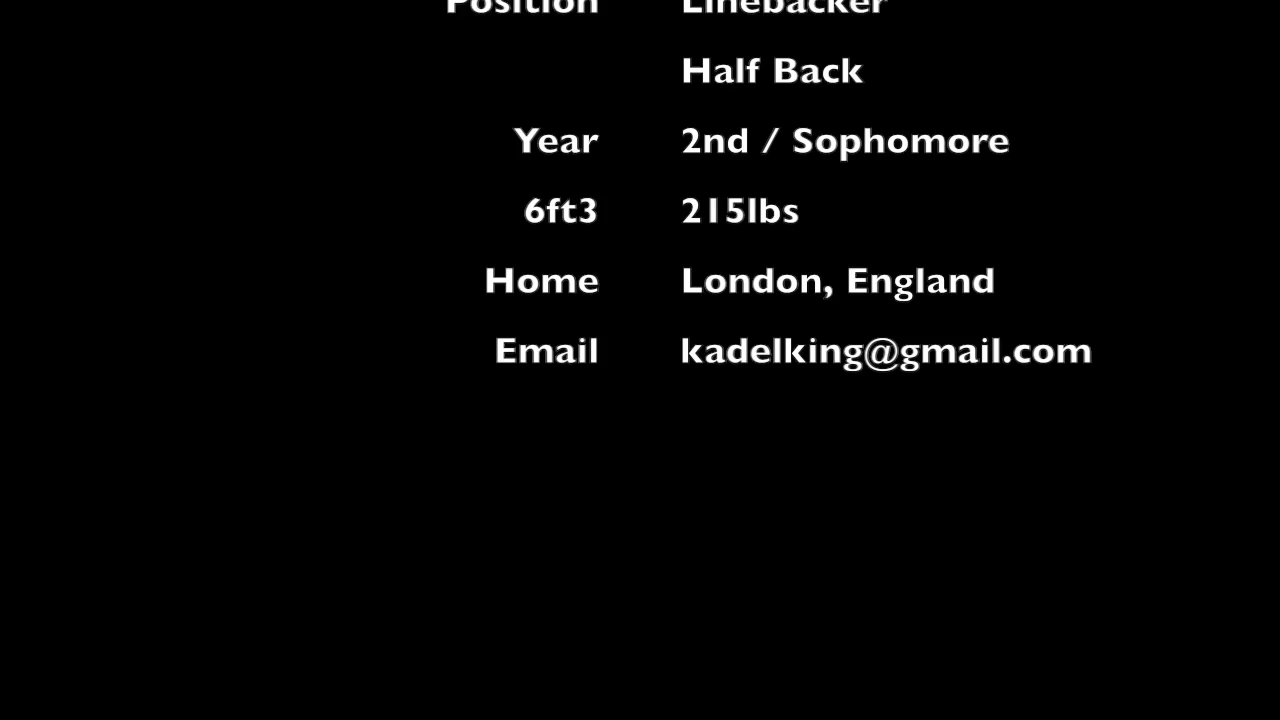 Position Linebacker
Half Back
Year 2nd / Sophomore
6ft3 215lbs
Home London, England
Email kadelking@gmail.com